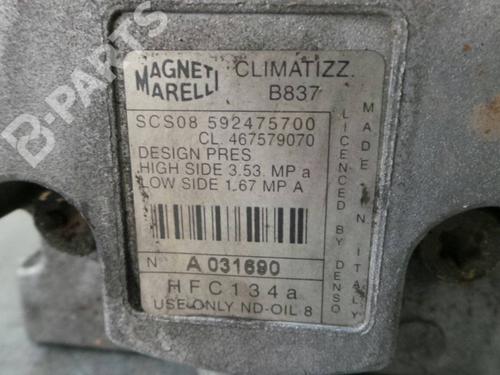 B-PARTS
MAGNETI
MARELLI
CLIMATIZZ.
B837
SCS08 592475700
CL. 467579070
DESIGN PRES
HIGH SIDE 3.53. MP a
LOW SIDE 1.67 MP A
N° A 031690
HFC134a
USE ONLY ND-OIL 8
LICENCED BY DENSO
MADE IN ITALY